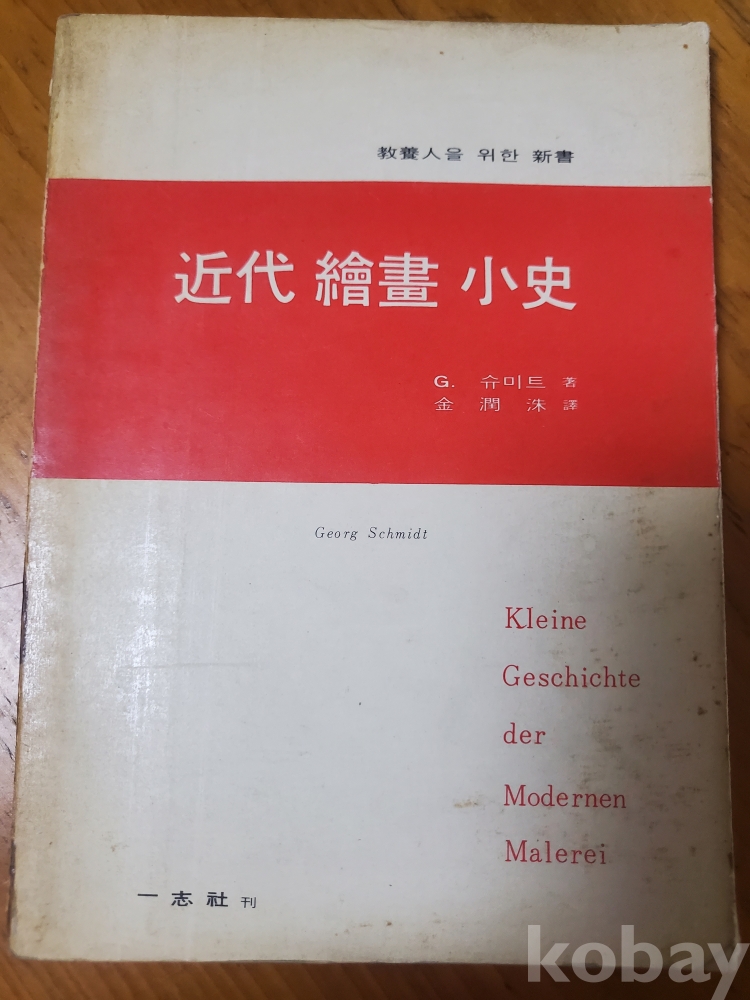 敎養人을 위한 新書
近代 繪畫 小史
G. 슈미트 著
金 潤 洙 譯
Georg Schmidt
Kleine
Geschichte
der
Modernen
Malerei
一志社 刊
kobay